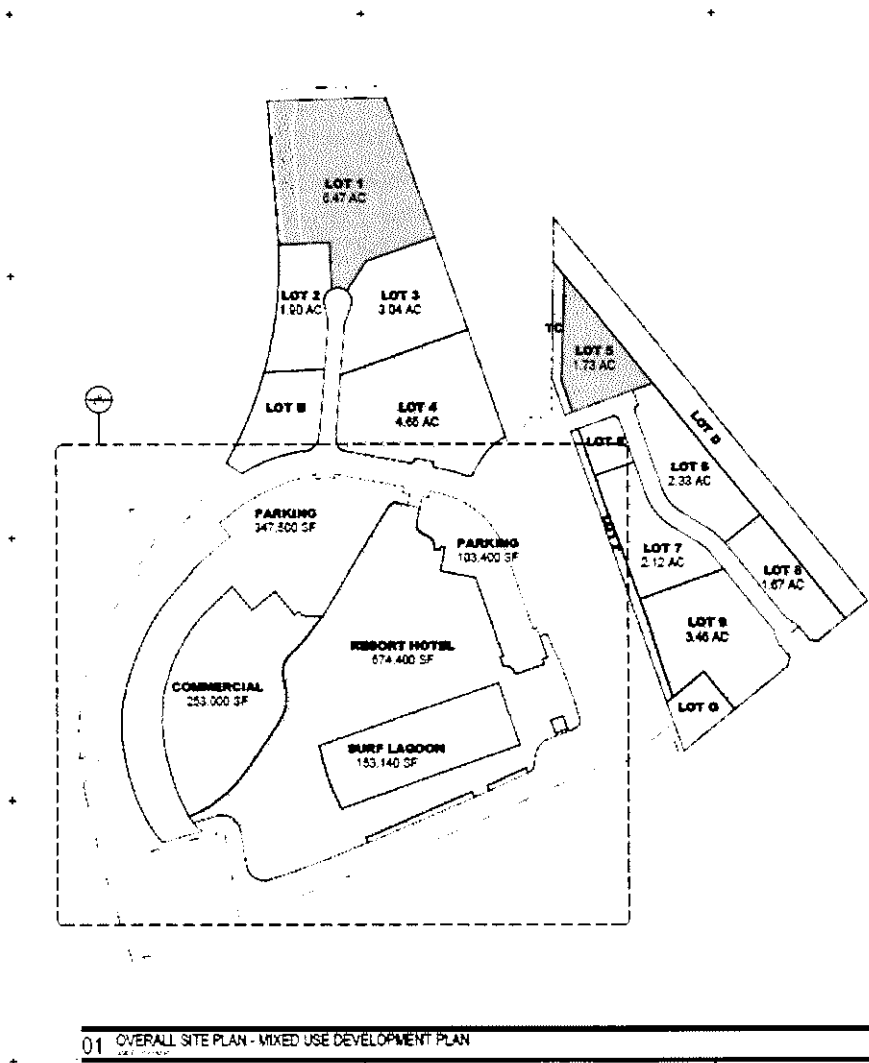 LOT 1
6.47 AC
LOT 2
1.90 AC
LOT 3
3.04 AC
TC
LOT 5
1.73 AC
LOT B
LOT 4
4.65 AC
LOT D
LOT E
LOT 6
2.33 AC
PARKING
347,500 SF
PARKING
103,400 SF
LOT F
LOT 7
2.12 AC
LOT 8
1.67 AC
LOT 9
3.46 AC
RESORT HOTEL
674,400 SF
COMMERCIAL
253,000 SF
LOT G
SURF LAGOON
153,140 SF
01 OVERALL SITE PLAN - MIXED USE DEVELOPMENT PLAN